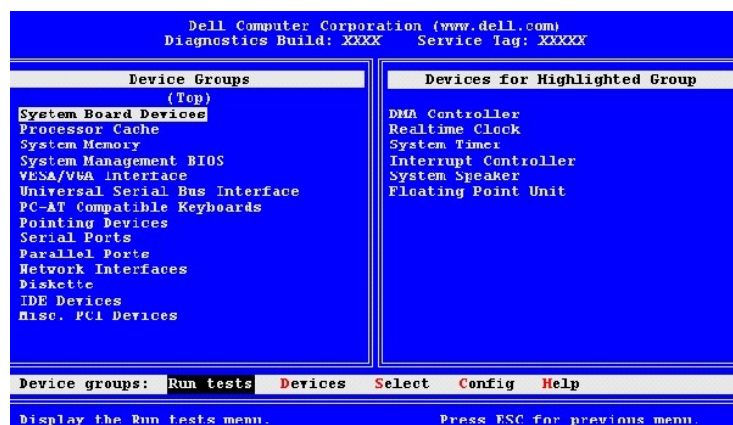 Dell Computer Corporation (www.dell.com)
Diagnostics Build: XXXX Service Tag: XXXXX
Device Groups
(Top)
System Board Devices
Processor Cache
System Memory
System Management BIOS
VESA/VGA Interface
Universal Serial Bus Interface
PC-AT Compatible Keyboards
Pointing Devices
Serial Ports
Parallel Ports
Network Interfaces
Diskette
IDE Devices
Misc. PCI Devices
Devices for Highlighted Group
DMA Controller
Realtime Clock
System Timer
Interrupt Controller
System Speaker
Floating Point Unit
Device groups: Run tests Devices Select Config Help
Display the Run tests menu. Press ESC for previous menu.